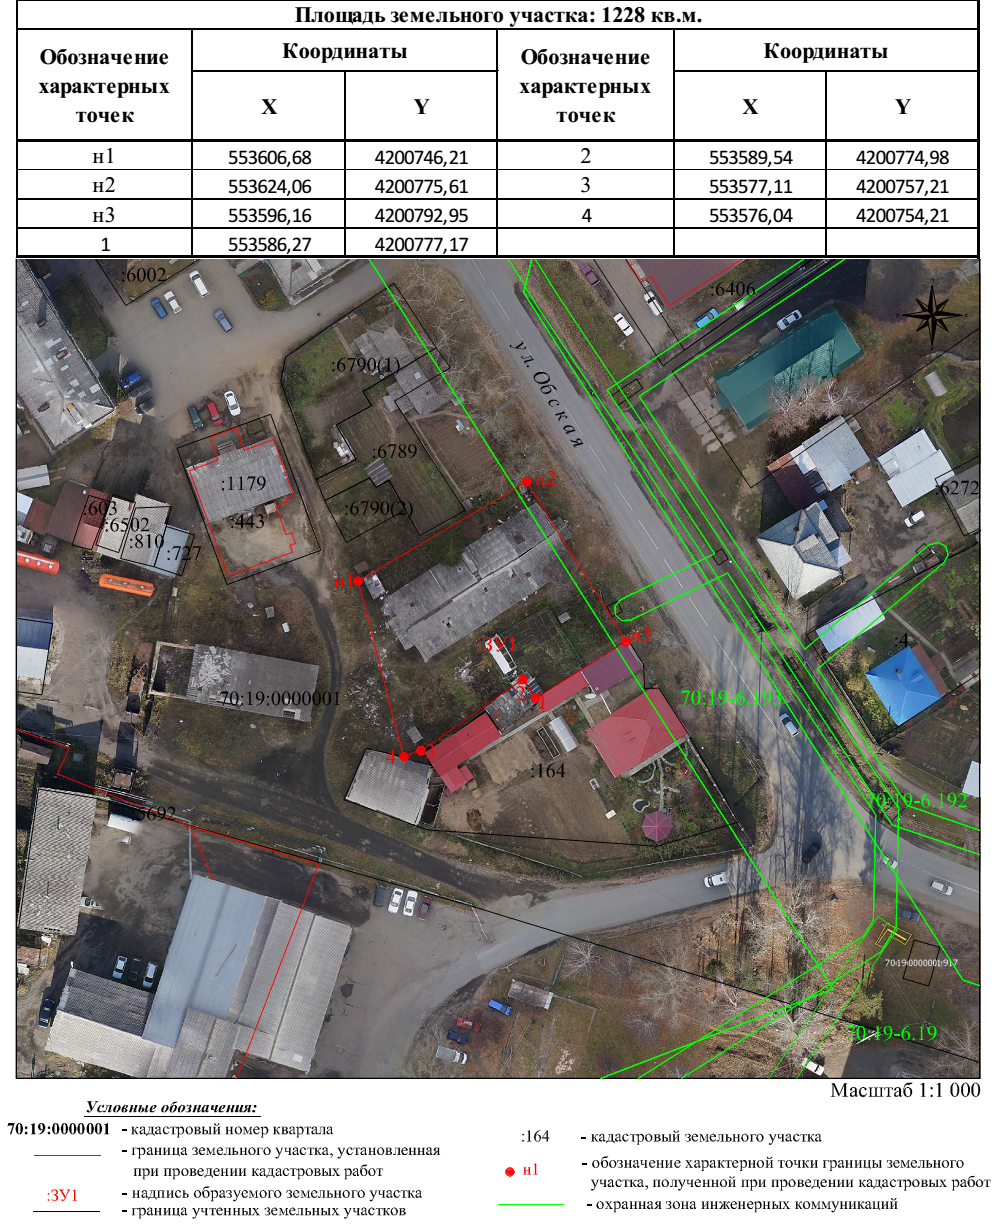 Площадь земельного участка: 1228 кв.м.
Обозначение характерных точек Координаты Обозначение характерных точек Координаты
X Y X Y
н1 553606,68 4200746,21 2 553589,54 4200774,98
н2 553624,06 4200775,61 3 553577,11 4200757,21
н3 553596,16 4200792,95 4 553576,04 4200754,21
1 553586,27 4200777,17
:6002
:6406
ул. Обская
:6790(1)
:6789
:1179
н2
:6272
:603
:6502
:6790(2)
:443
:810
:727
н1
н3
:4
ЗУ1
2
1
70:19:0000001
70:19-6.193
4
:164
70:19-6.192
:5692
70:19:0000001:917
70:19-6.19
Масштаб 1:1 000
Условные обозначения:
70:19:0000001 - кадастровый номер квартала
- граница земельного участка, установленная
при проведении кадастровых работ
:ЗУ1 - надпись образуемого земельного участка
- граница учтенных земельных участков
:164 - кадастровый земельного участка
н1 - обозначение характерной точки границы земельного
участка, полученной при проведении кадастровых работ
- охранная зона инженерных коммуникаций